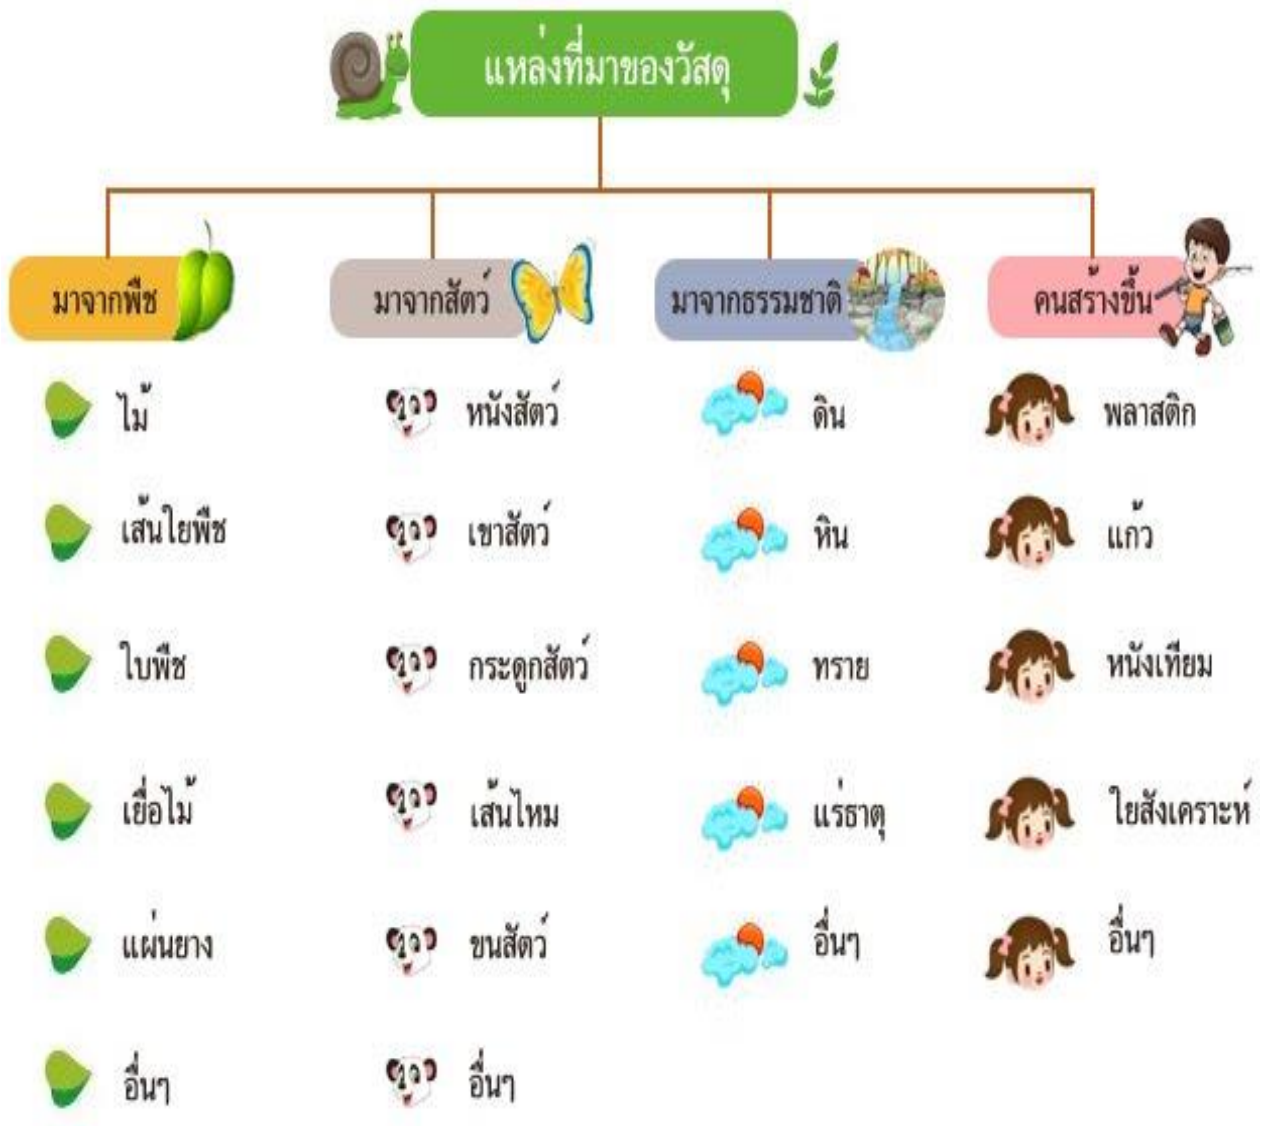 แหล่งที่มาของวัสดุ
มาจากพืช
ไม้
เส้นใยพืช
ใบพืช
เยื่อไม้
แผ่นยาง
อื่นๆ
มาจากสัตว์
หนังสัตว์
เขาสัตว์
กระดูกสัตว์
เส้นไหม
ขนสัตว์
อื่นๆ
มาจากธรรมชาติ
ดิน
หิน
ทราย
แร่ธาตุ
อื่นๆ
คนสร้างขึ้น
พลาสติก
แก้ว
หนังเทียม
ใยสังเคราะห์
อื่นๆ